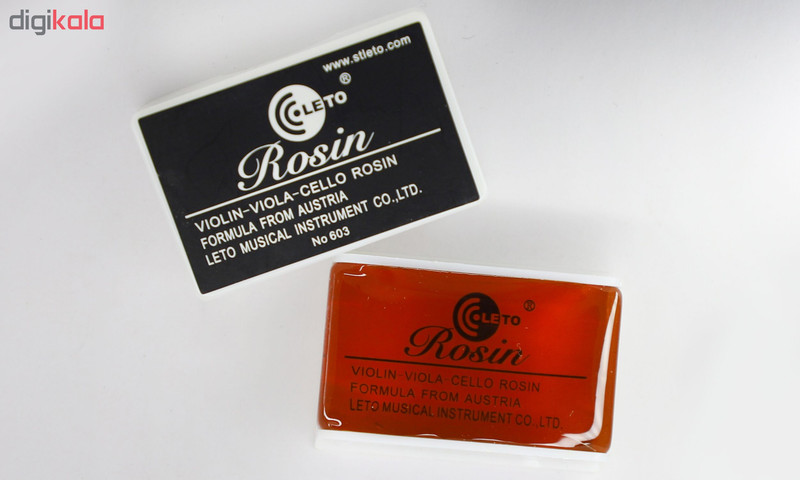 digikala
www.stleto.com
LETO ®
Rosin
VIOLIN-VIOLA-CELLO ROSIN
FORMULA FROM AUSTRIA
LETO MUSICAL INSTRUMENT CO.,LTD.
No 603
LETO ®
Rosin
VIOLIN-VIOLA-CELLO ROSIN
FORMULA FROM AUSTRIA
LETO MUSICAL INSTRUMENT CO.,LTD.